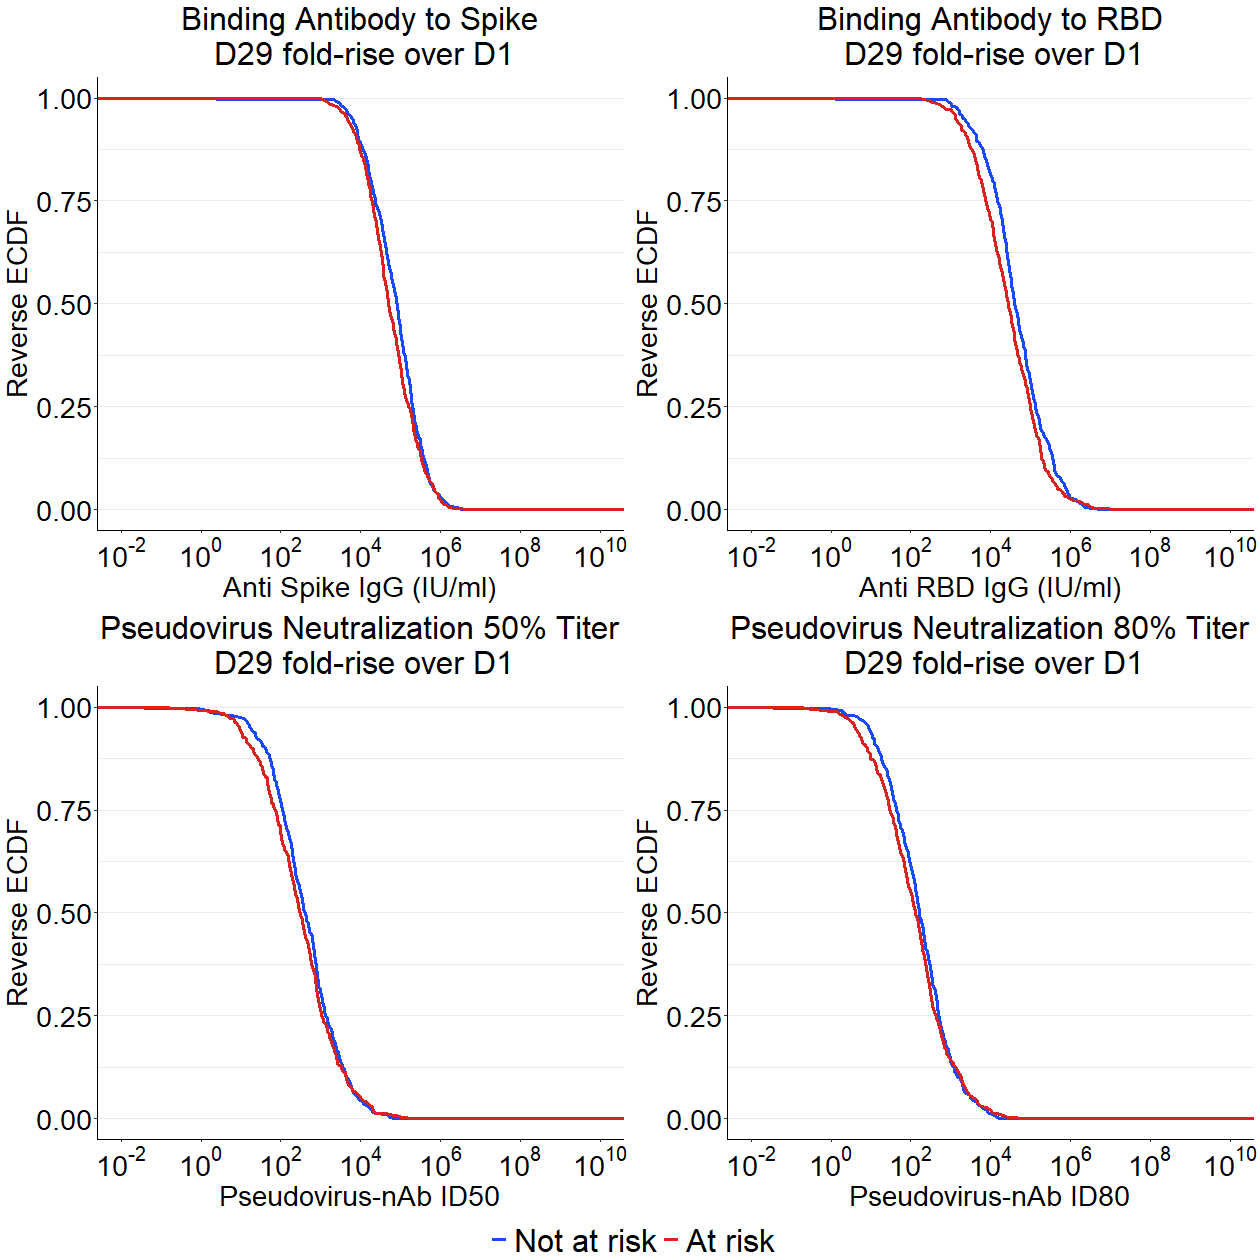 Binding Antibody to Spike
D29 fold-rise over D1
Reverse ECDF
1.00
0.75
0.50
0.25
0.00
10^-2 10^0 10^2 10^4 10^6 10^8 10^10
Anti Spike IgG (IU/ml)
Binding Antibody to RBD
D29 fold-rise over D1
Reverse ECDF
1.00
0.75
0.50
0.25
0.00
10^-2 10^0 10^2 10^4 10^6 10^8 10^10
Anti RBD IgG (IU/ml)
Pseudovirus Neutralization 50% Titer
D29 fold-rise over D1
Reverse ECDF
1.00
0.75
0.50
0.25
0.00
10^-2 10^0 10^2 10^4 10^6 10^8 10^10
Pseudovirus-nAb ID50
Pseudovirus Neutralization 80% Titer
D29 fold-rise over D1
Reverse ECDF
1.00
0.75
0.50
0.25
0.00
10^-2 10^0 10^2 10^4 10^6 10^8 10^10
Pseudovirus-nAb ID80
Not at risk At risk